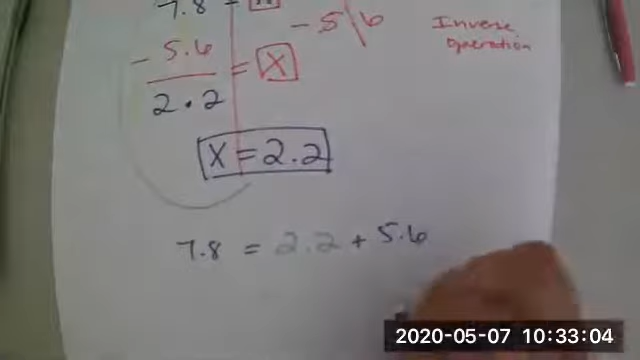 7.8 =
- 5.6
Inverse
Operation
- 5.6
= X
2.2
X = 2.2
7.8 = 2.2 + 5.6
2020-05-07 10:33:04